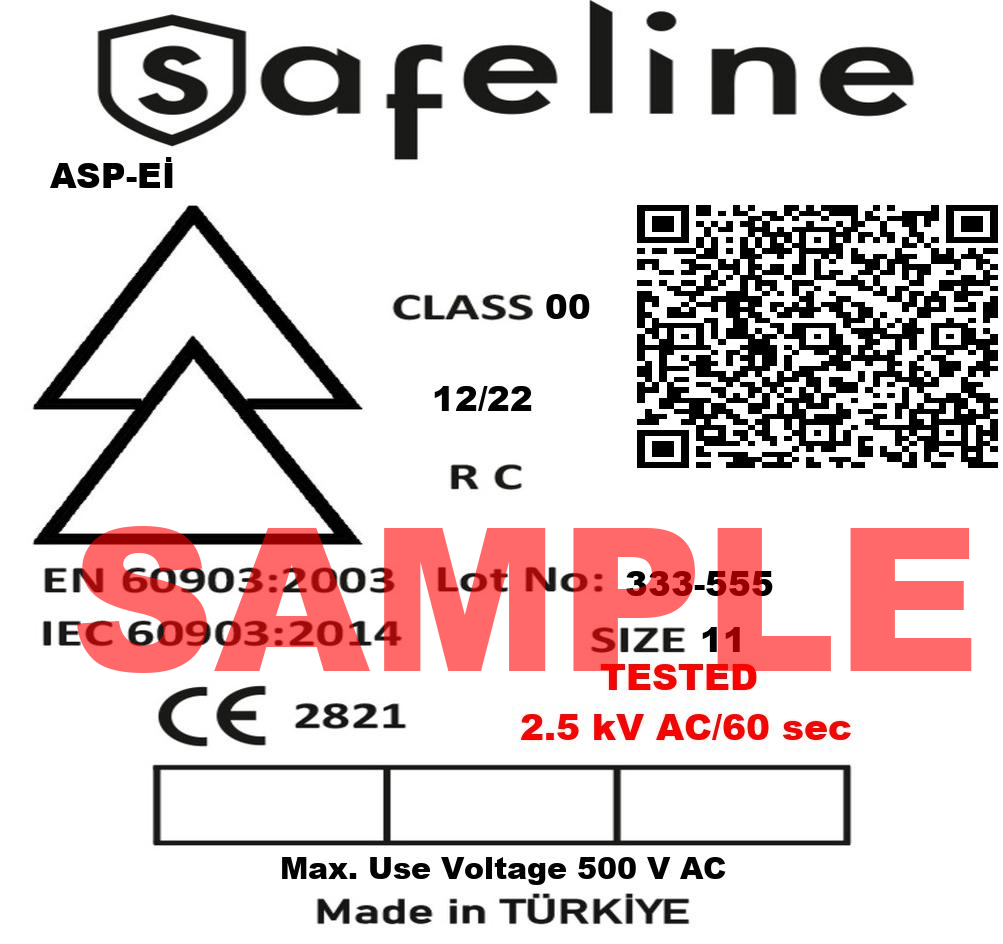 Safeline
ASP-Eİ
CLASS 00
12/22
R C
SAMPLE
EN 60903:2003 Lot No: 333-555
IEC 60903:2014 SIZE 11
TESTED
CE 2821
2.5 kV AC/60 sec
Max. Use Voltage 500 V AC
Made in TÜRKİYE